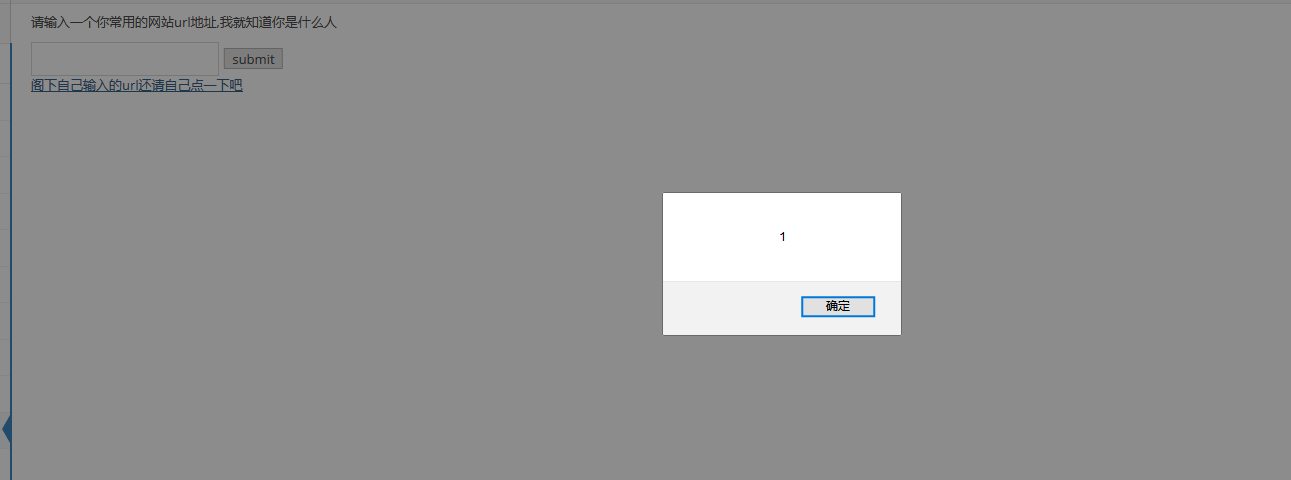 请输入一个你常用的网站url地址,我就知道你是什么人
submit
阁下自己输入的url还请自己点一下吧
1
确定